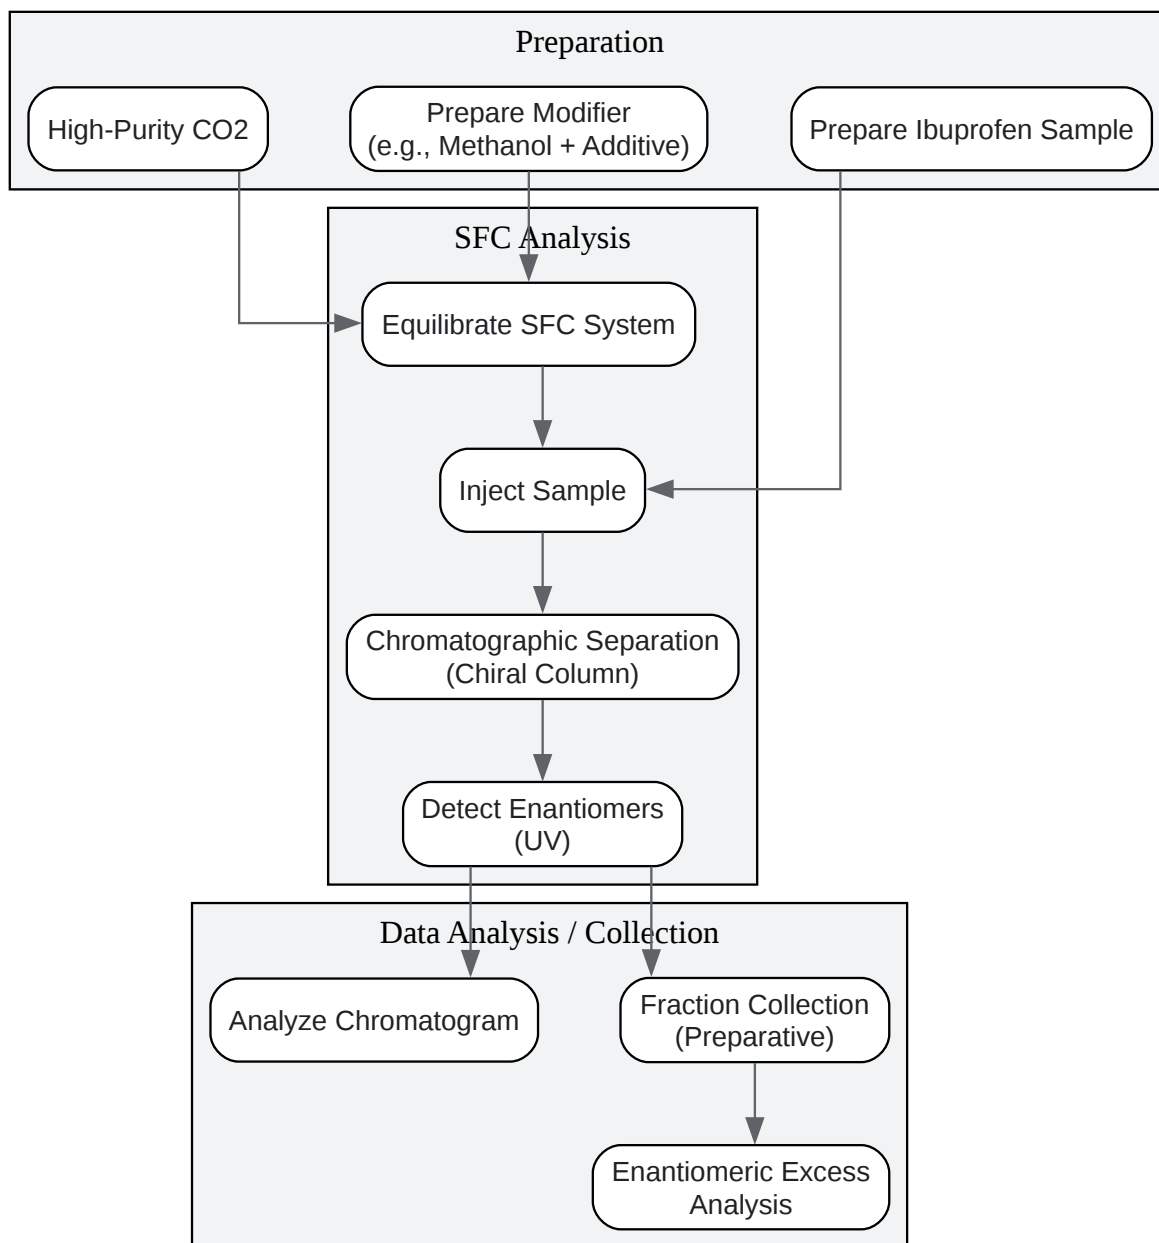 Preparation
High-Purity CO2
Prepare Modifier
(e.g., Methanol + Additive)
Prepare Ibuprofen Sample
SFC Analysis
Equilibrate SFC System
Inject Sample
Chromatographic Separation
(Chiral Column)
Detect Enantiomers
(UV)
Data Analysis / Collection
Analyze Chromatogram
Fraction Collection
(Preparative)
Enantiomeric Excess
Analysis